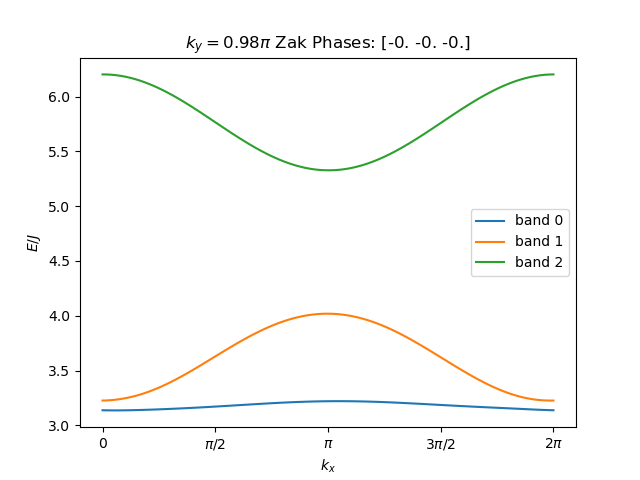 $k_y = 0.98\pi$ Zak Phases: [-0. -0. -0.]
6.0
5.5
5.0
4.5
4.0
3.5
3.0
E/J
band 0
band 1
band 2
0
π/2
π
3π/2
2π
$k_x$